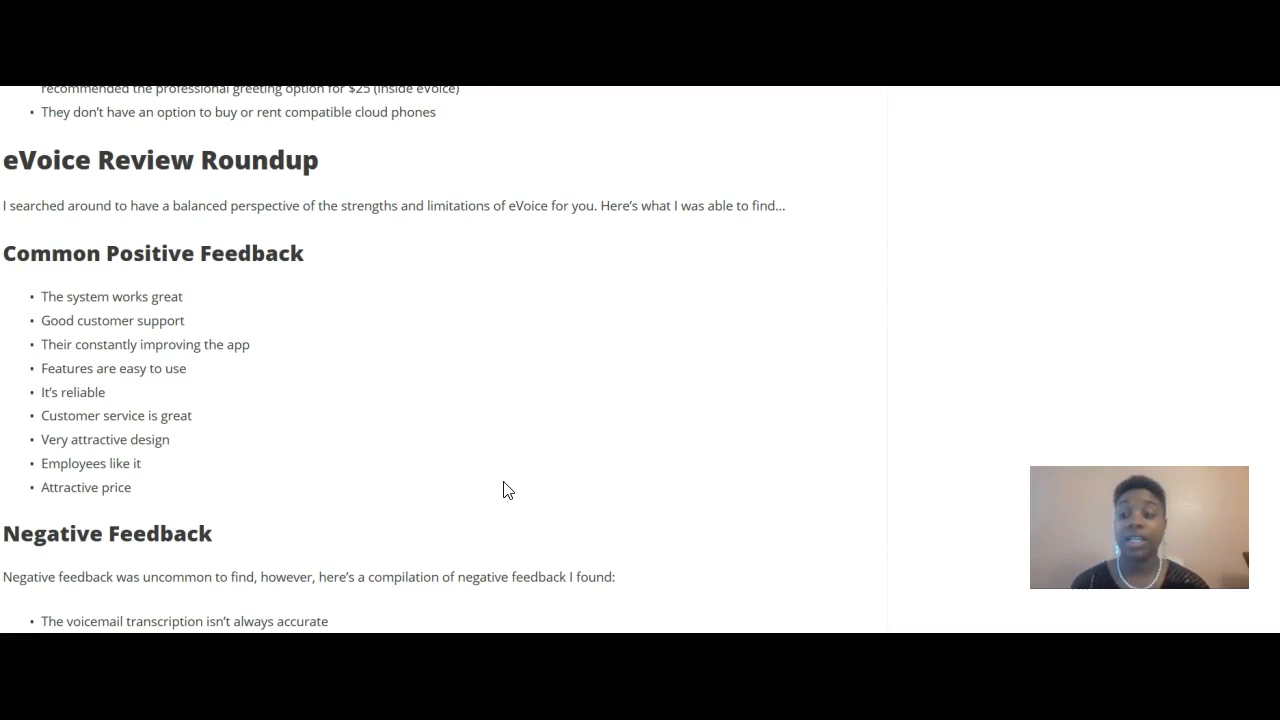 recommended the professional greeting option for $25 (inside eVoice)
• They don’t have an option to buy or rent compatible cloud phones
eVoice Review Roundup
I searched around to have a balanced perspective of the strengths and limitations of eVoice for you. Here’s what I was able to find…
Common Positive Feedback
• The system works great
• Good customer support
• Their constantly improving the app
• Features are easy to use
• It’s reliable
• Customer service is great
• Very attractive design
• Employees like it
• Attractive price
Negative Feedback
Negative feedback was uncommon to find, however, here’s a compilation of negative feedback I found:
• The voicemail transcription isn’t always accurate